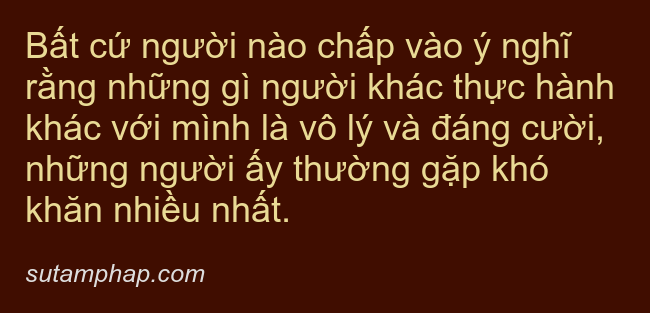 Bất cứ người nào chấp vào ý nghĩ
rằng những gì người khác thực hành
khác với mình là vô lý và đáng cười,
những người ấy thường gặp khó
khăn nhiều nhất.
sutamphap.com